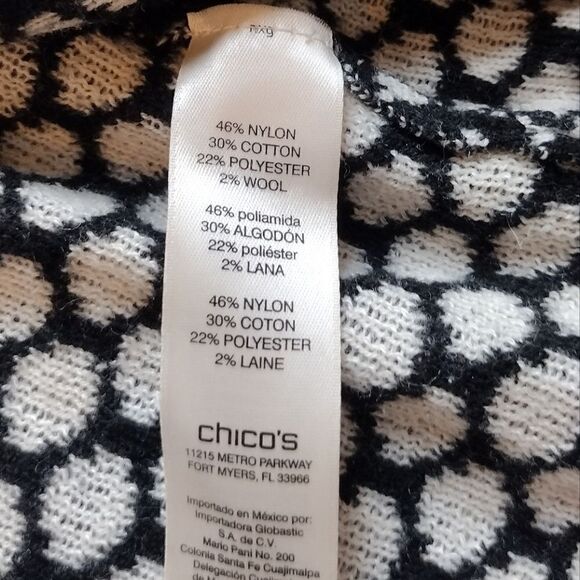 46% NYLON
30% COTTON
22% POLYESTER
2% WOOL
46% poliamida
30% ALGODÓN
22% poliéster
2% LANA
46% NYLON
30% COTON
22% POLYESTER
2% LAINE
chico's
11215 METRO PARKWAY
FORT MYERS, FL 33966
Importado en México por:
Importadora Globastic
S.A. de C.V.
Mario Pani No. 200
Colonia Santa Fe Cuajimalpa
Delegación